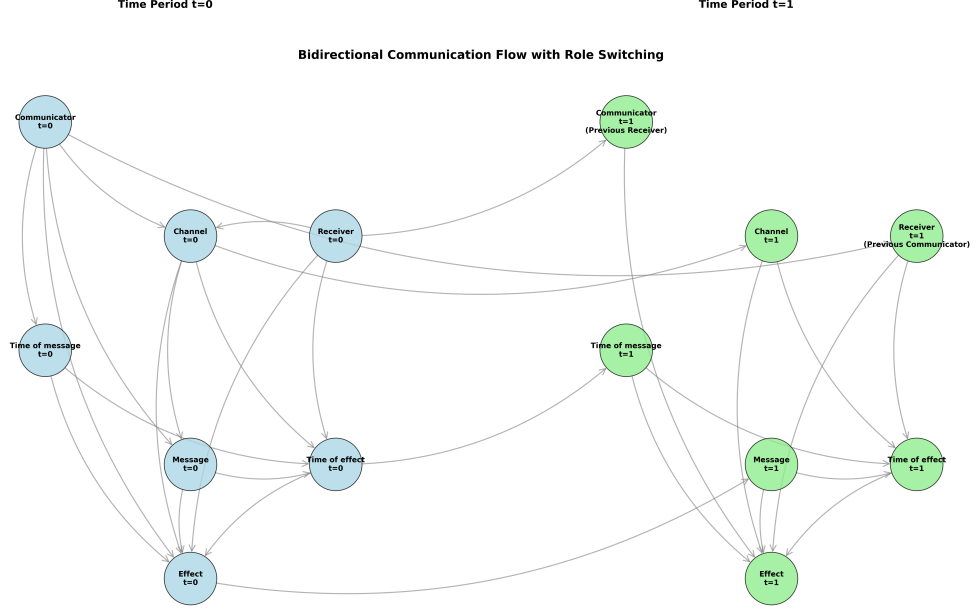 Time Period t=0
Time Period t=1
Bidirectional Communication Flow with Role Switching
Communicator
t=0
Communicator
t=1
(Previous Receiver)
Channel
t=0
Receiver
t=0
Channel
t=1
Receiver
t=1
(Previous Communicator)
Time of message
t=0
Time of message
t=1
Message
t=0
Time of effect
t=0
Message
t=1
Time of effect
t=1
Effect
t=0
Effect
t=1